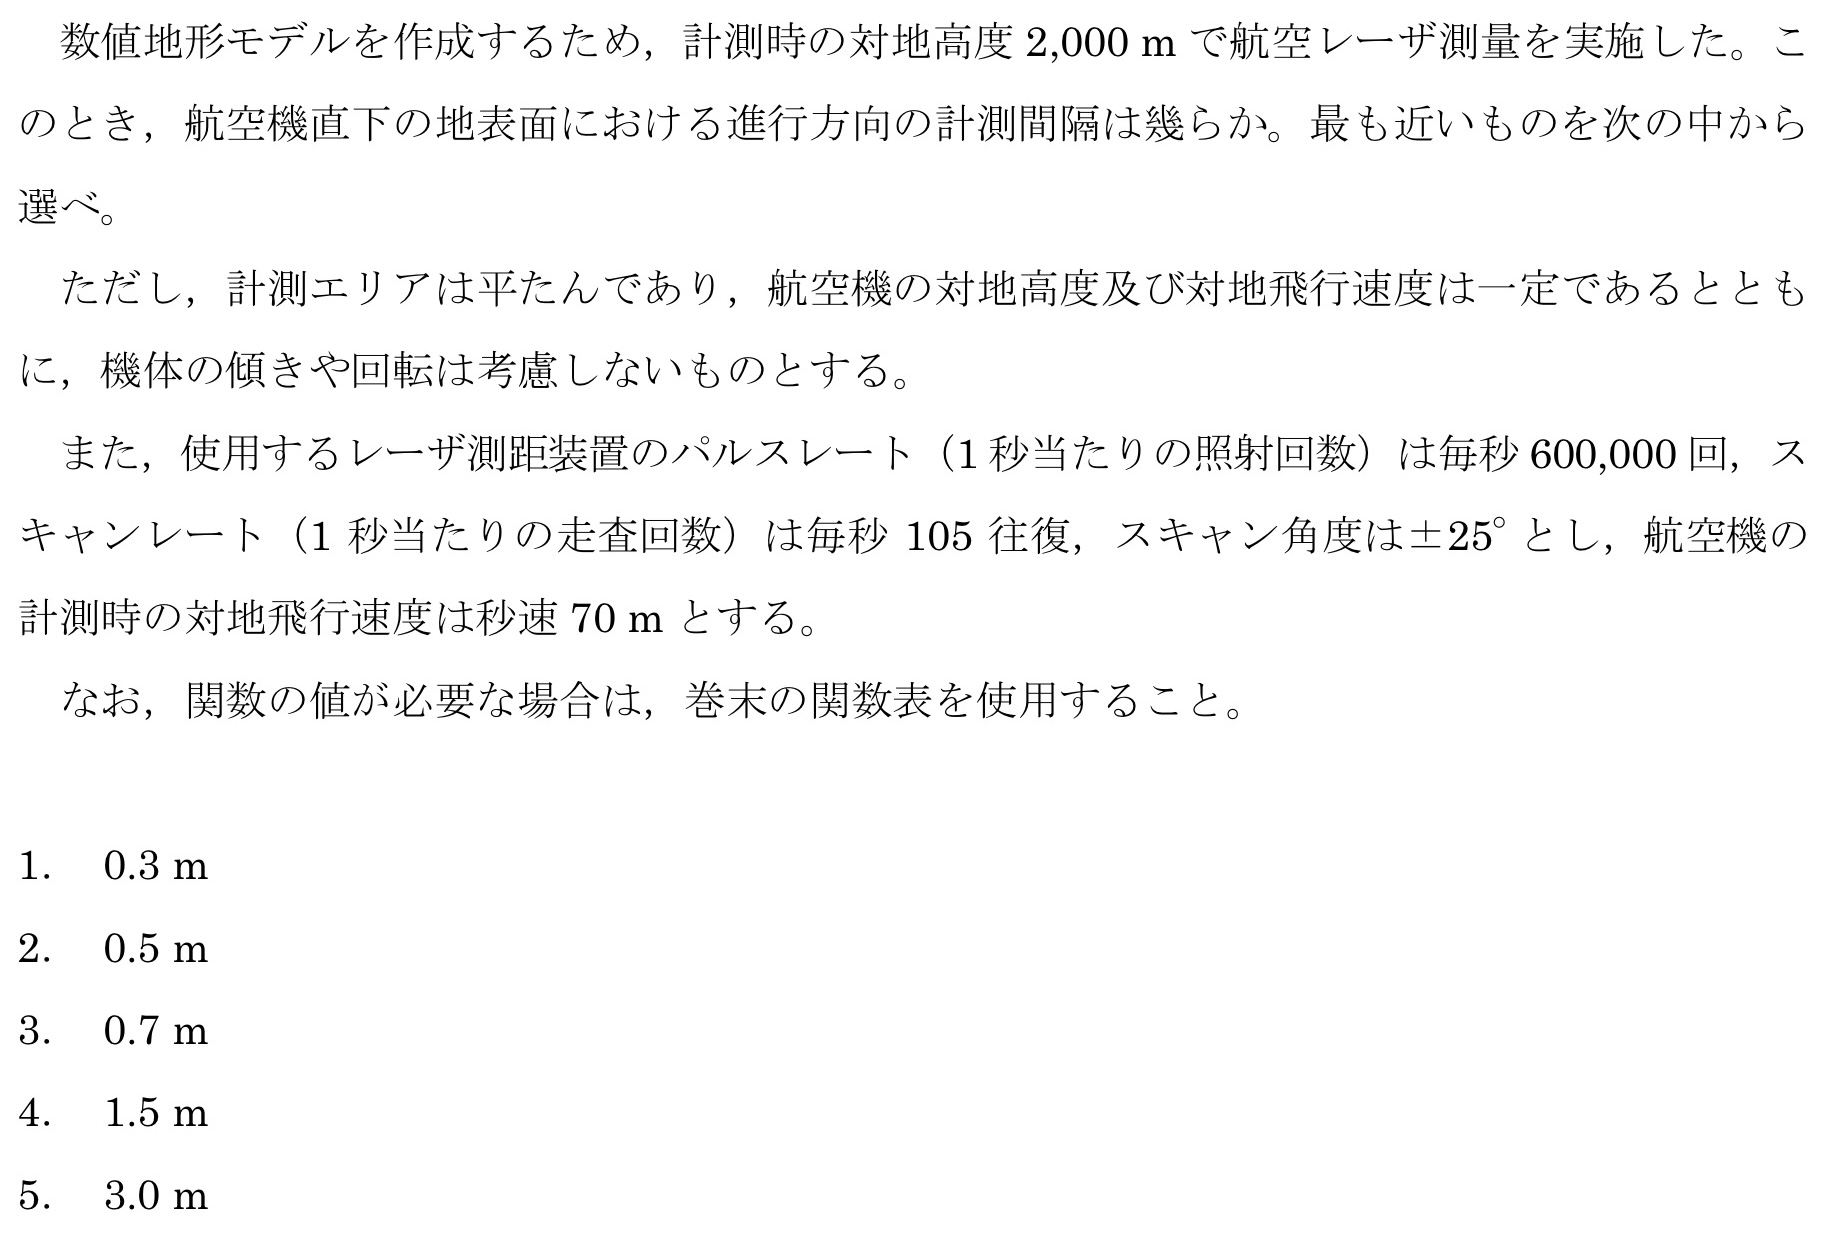 数値地形モデルを作成するため，計測時の対地高度 2,000 m で航空レーザ測量を実施した。こ
のとき，航空機直下の地表面における進行方向の計測間隔は幾らか。最も近いものを次の中から
選べ。
ただし，計測エリアは平たんであり，航空機の対地高度及び対地飛行速度は一定であるととも
に，機体の傾きや回転は考慮しないものとする。
また，使用するレーザ測距装置のパルスレート（1 秒当たりの照射回数）は毎秒 600,000 回，ス
キャンレート（1 秒当たりの走査回数）は毎秒 105 往復，スキャン角度は±25° とし，航空機の
計測時の対地飛行速度は秒速 70 m とする。
なお，関数の値が必要な場合は，巻末の関数表を使用すること。
1. 0.3 m
2. 0.5 m
3. 0.7 m
4. 1.5 m
5. 3.0 m